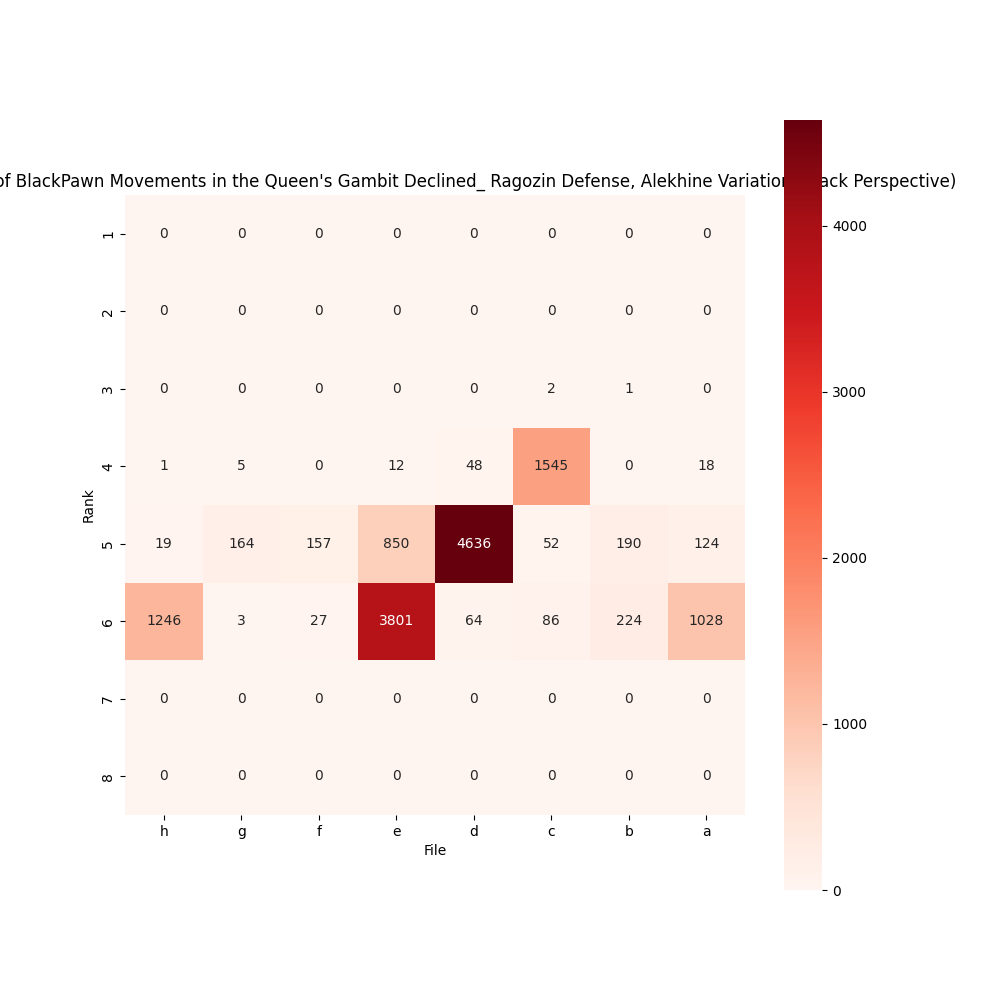 of BlackPawn Movements in the Queen's Gambit Declined_ Ragozin Defense, Alekhine Variation Perspective)
1 0 0 0 0 0 0 0 0
2 0 0 0 0 0 0 0 0
3 0 0 0 0 0 2 1 0
4 1 5 0 12 48 1545 0 18
5 19 164 157 850 4636 52 190 124
6 1246 3 27 3801 64 86 224 1028
7 0 0 0 0 0 0 0 0
8 0 0 0 0 0 0 0 0
Rank
h g f e d c b a
File
4000
3000
2000
1000
0